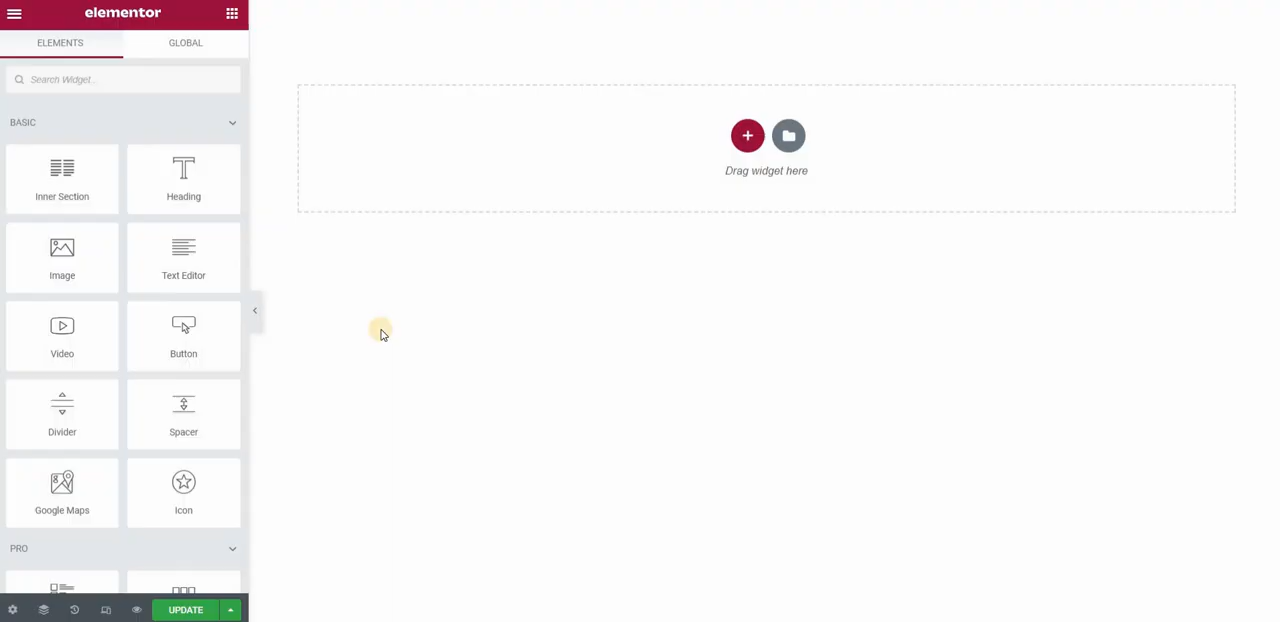 elementor
ELEMENTS
GLOBAL
Search Widget...
BASIC
Inner Section
Heading
Image
Text Editor
Video
Button
Divider
Spacer
Google Maps
Icon
PRO
UPDATE
Drag widget here